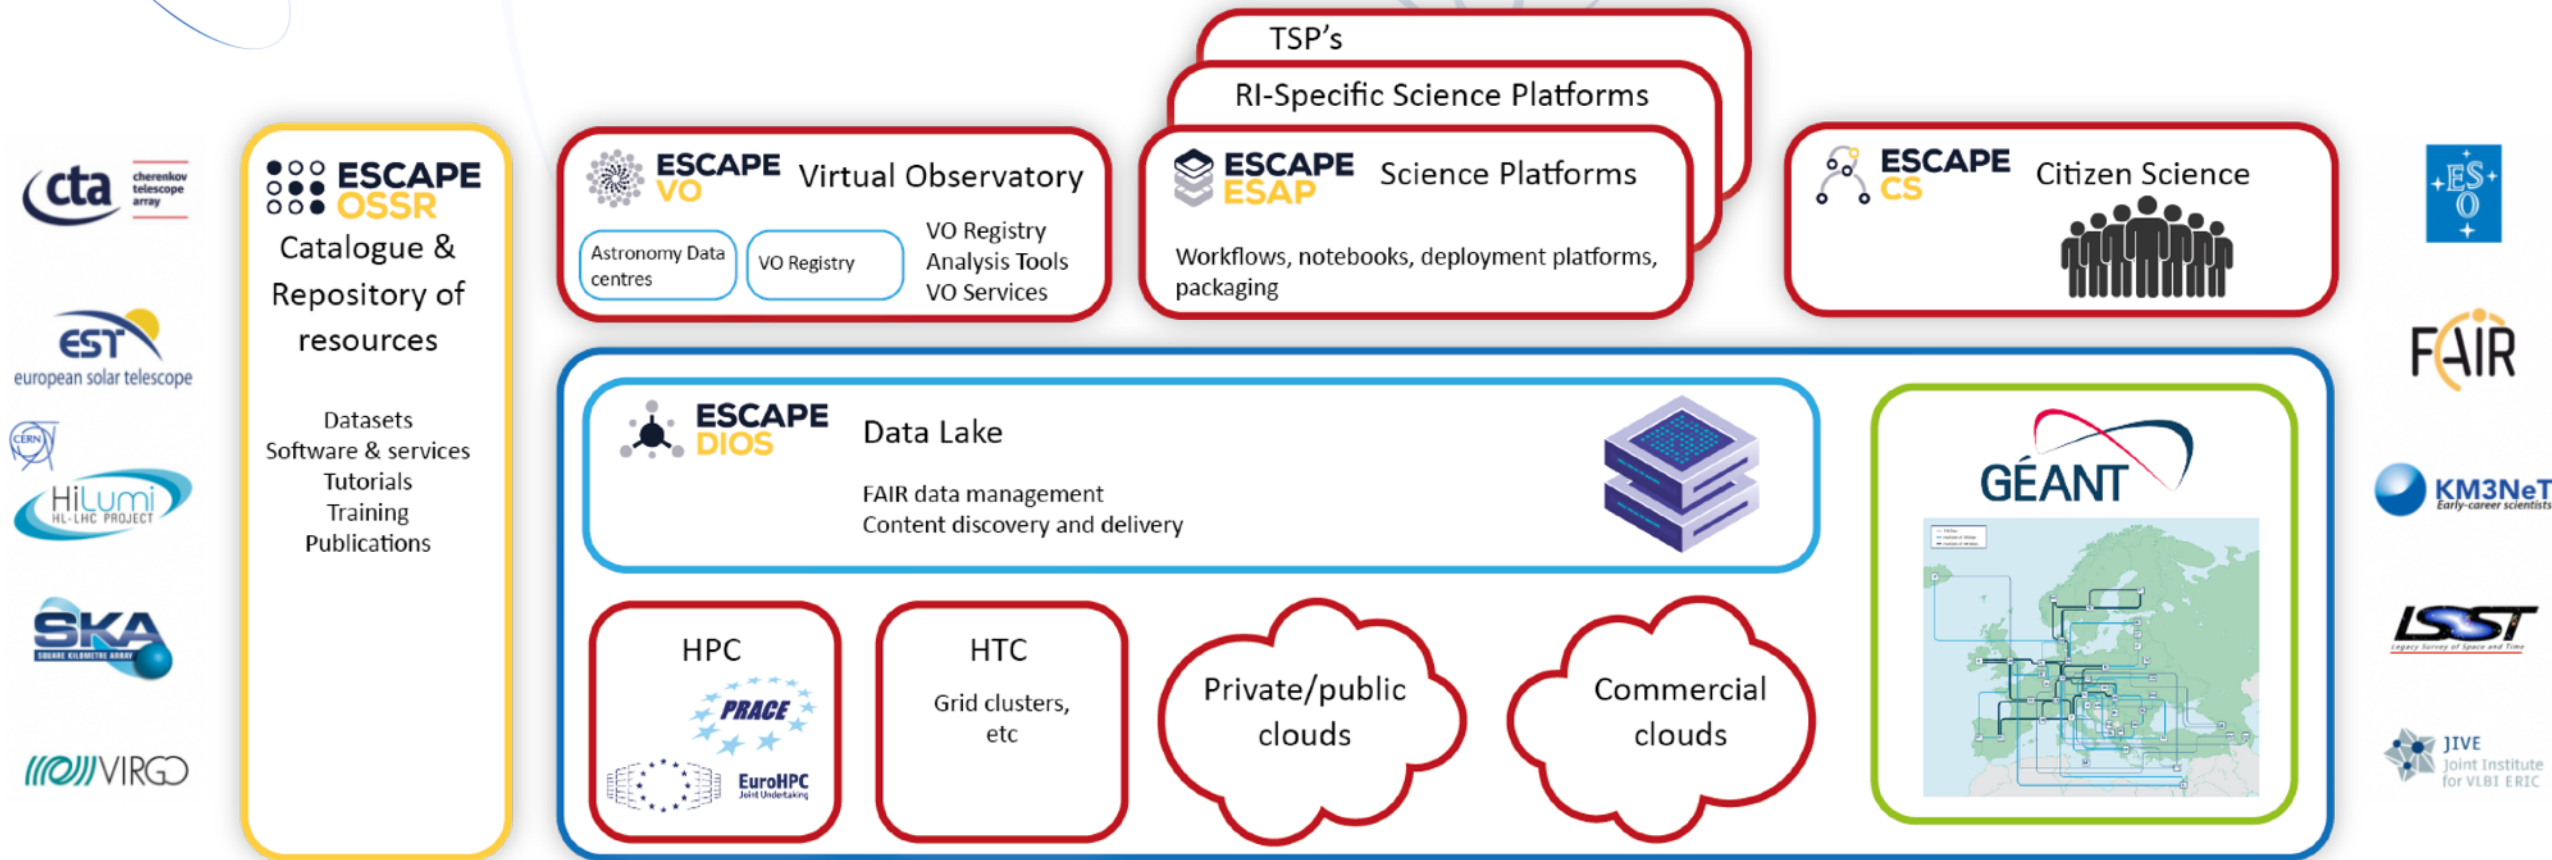 cta
cherenkov
telescope
array
EST
european solar telescope
CERN
HiLumi
HL-LHC PROJECT
SKA
SQUARE KILOMETRE ARRAY
VIRGO
ESCAPE
OSSR
Catalogue &
Repository of
resources
Datasets
Software & services
Tutorials
Training
Publications
ESCAPE
VO
Virtual Observatory
Astronomy Data
centres
VO Registry
VO Registry
Analysis Tools
VO Services
TSP's
RI-Specific Science Platforms
ESCAPE
ESAP
Science Platforms
Workflows, notebooks, deployment platforms,
packaging
ESCAPE
CS
Citizen Science
ESCAPE
DIOS
Data Lake
FAIR data management
Content discovery and delivery
HPC
PRACE
EuroHPC
Joint Undertaking
HTC
Grid clusters,
etc
Private/public
clouds
Commercial
clouds
GÉANT
ES
O
FAIR
KM3NeT
Early-career scientists
LSST
Legacy Survey of Space and Time
JIVE
Joint Institute
for VLBI ERIC